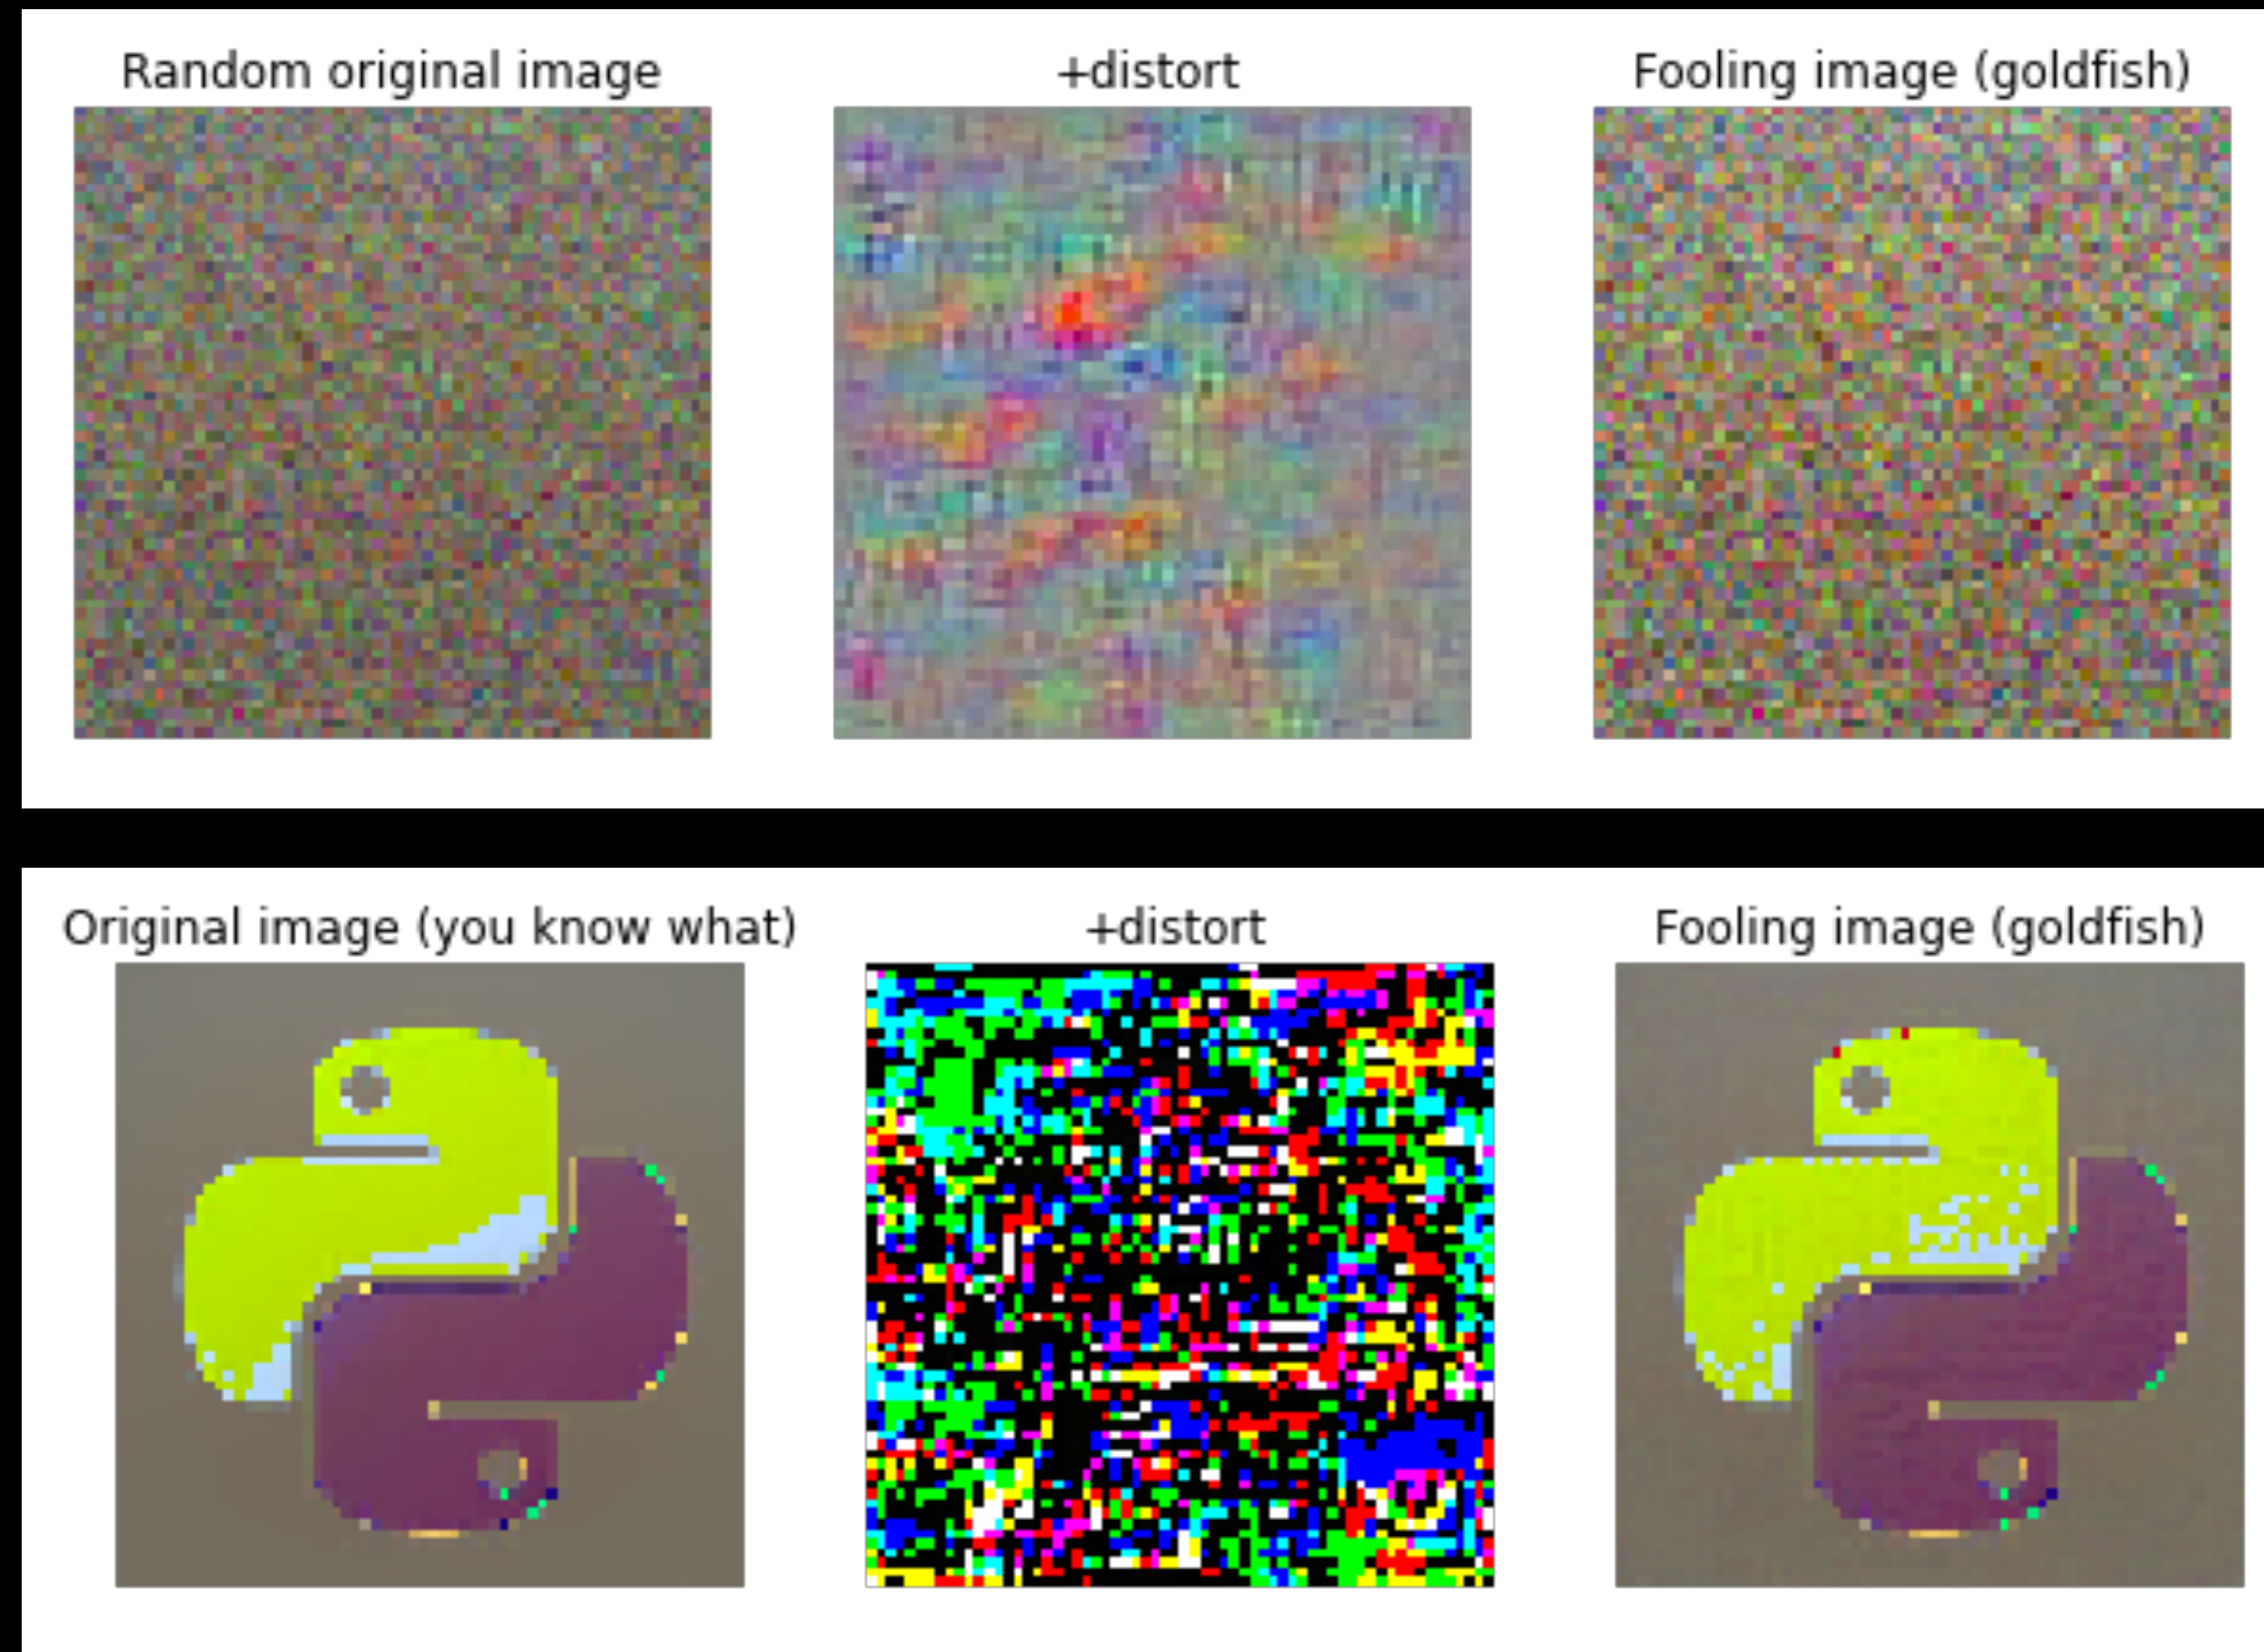 Random original image
+distort
Fooling image (goldfish)
Original image (you know what)
+distort
Fooling image (goldfish)